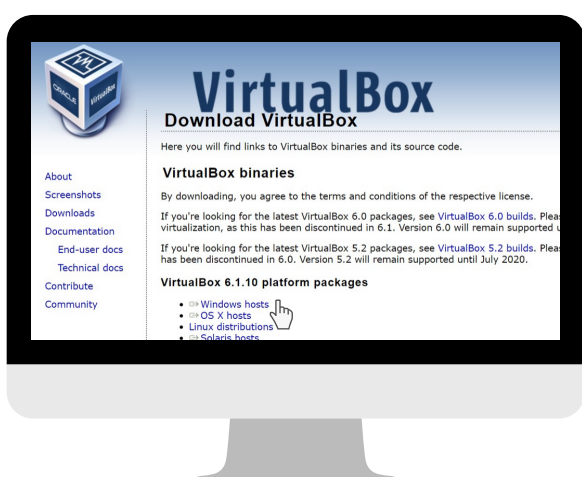 ORACLE
VirtualBox
VirtualBox
Download VirtualBox
Here you will find links to VirtualBox binaries and its source code.
About
Screenshots
Downloads
Documentation
End-user docs
Technical docs
Contribute
Community
VirtualBox binaries
By downloading, you agree to the terms and conditions of the respective license.
If you're looking for the latest VirtualBox 6.0 packages, see VirtualBox 6.0 builds. Pleas
virtualization, as this has been discontinued in 6.1. Version 6.0 will remain supported u
If you're looking for the latest VirtualBox 5.2 packages, see VirtualBox 5.2 builds. Pleas
has been discontinued in 6.0. Version 5.2 will remain supported until July 2020.
VirtualBox 6.1.10 platform packages
• Windows hosts
• OS X hosts
• Linux distributions
• Solaris hosts